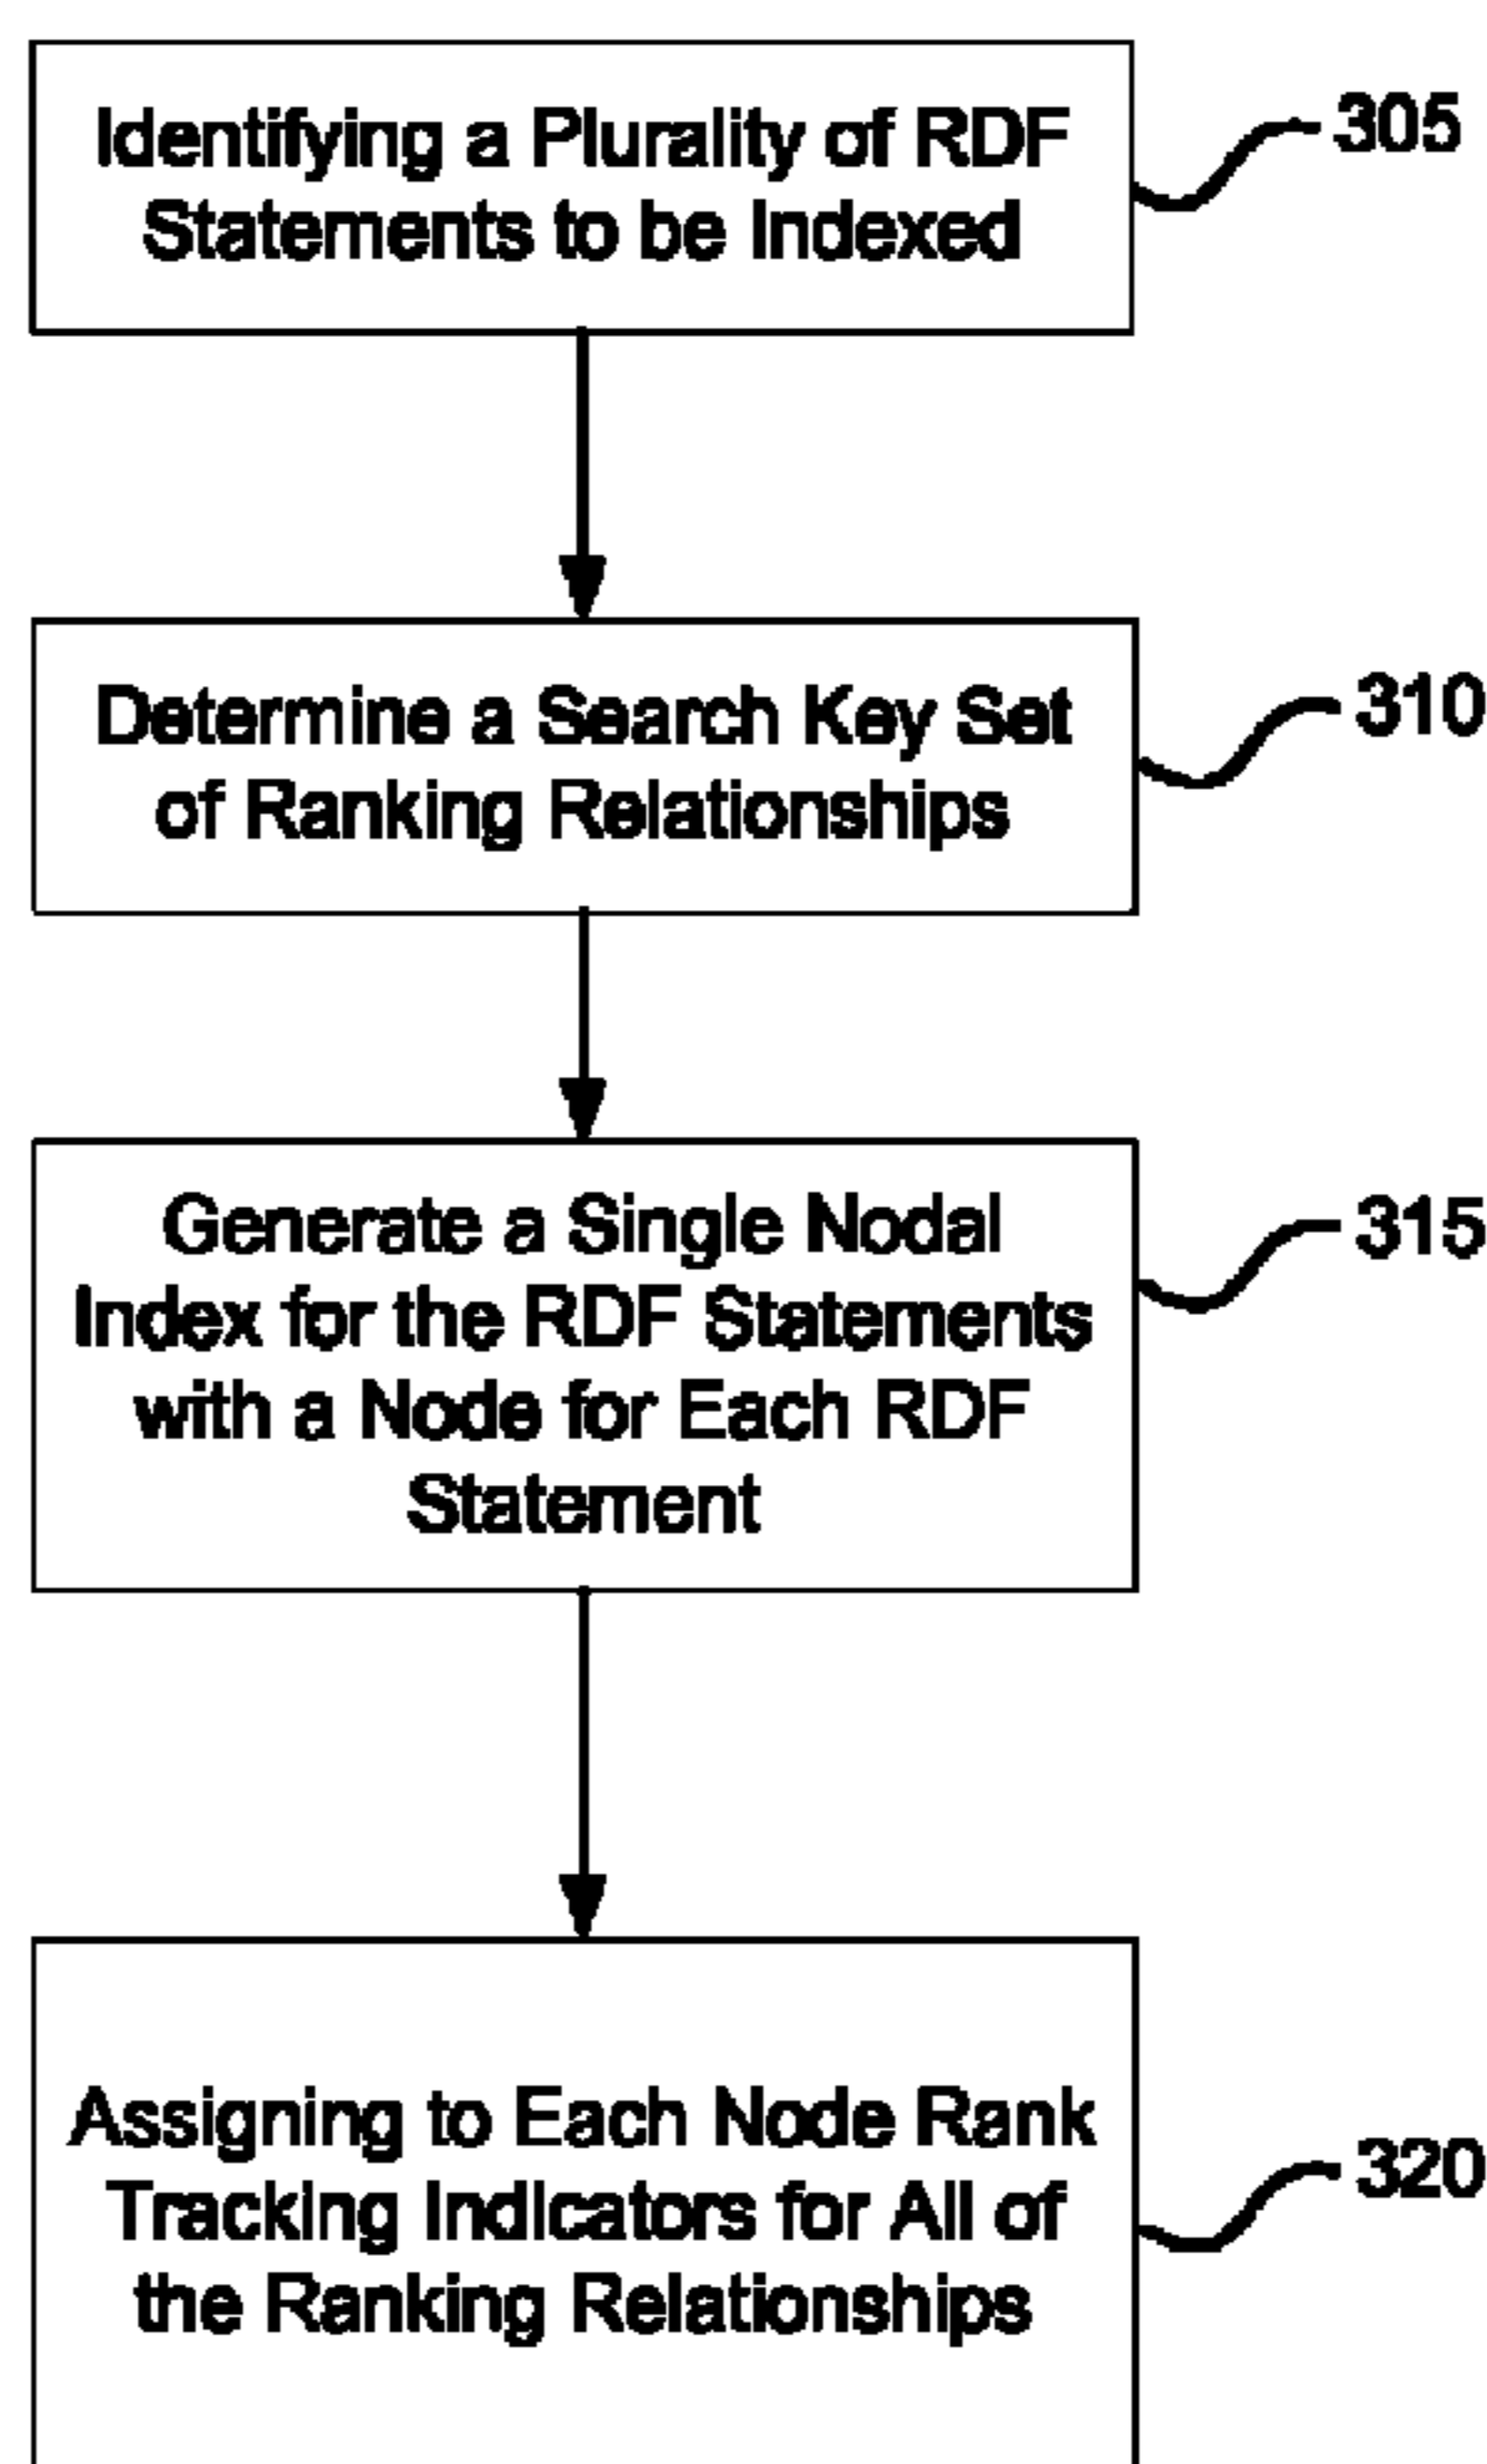 Identifying a Plurality of RDF
Statements to be Indexed
305
Determine a Search Key Set
of Ranking Relationships
310
Generate a Single Nodal
Index for the RDF Statements
with a Node for Each RDF
Statement
315
Assigning to Each Node Rank
Tracking Indicators for All of
the Ranking Relationships
320